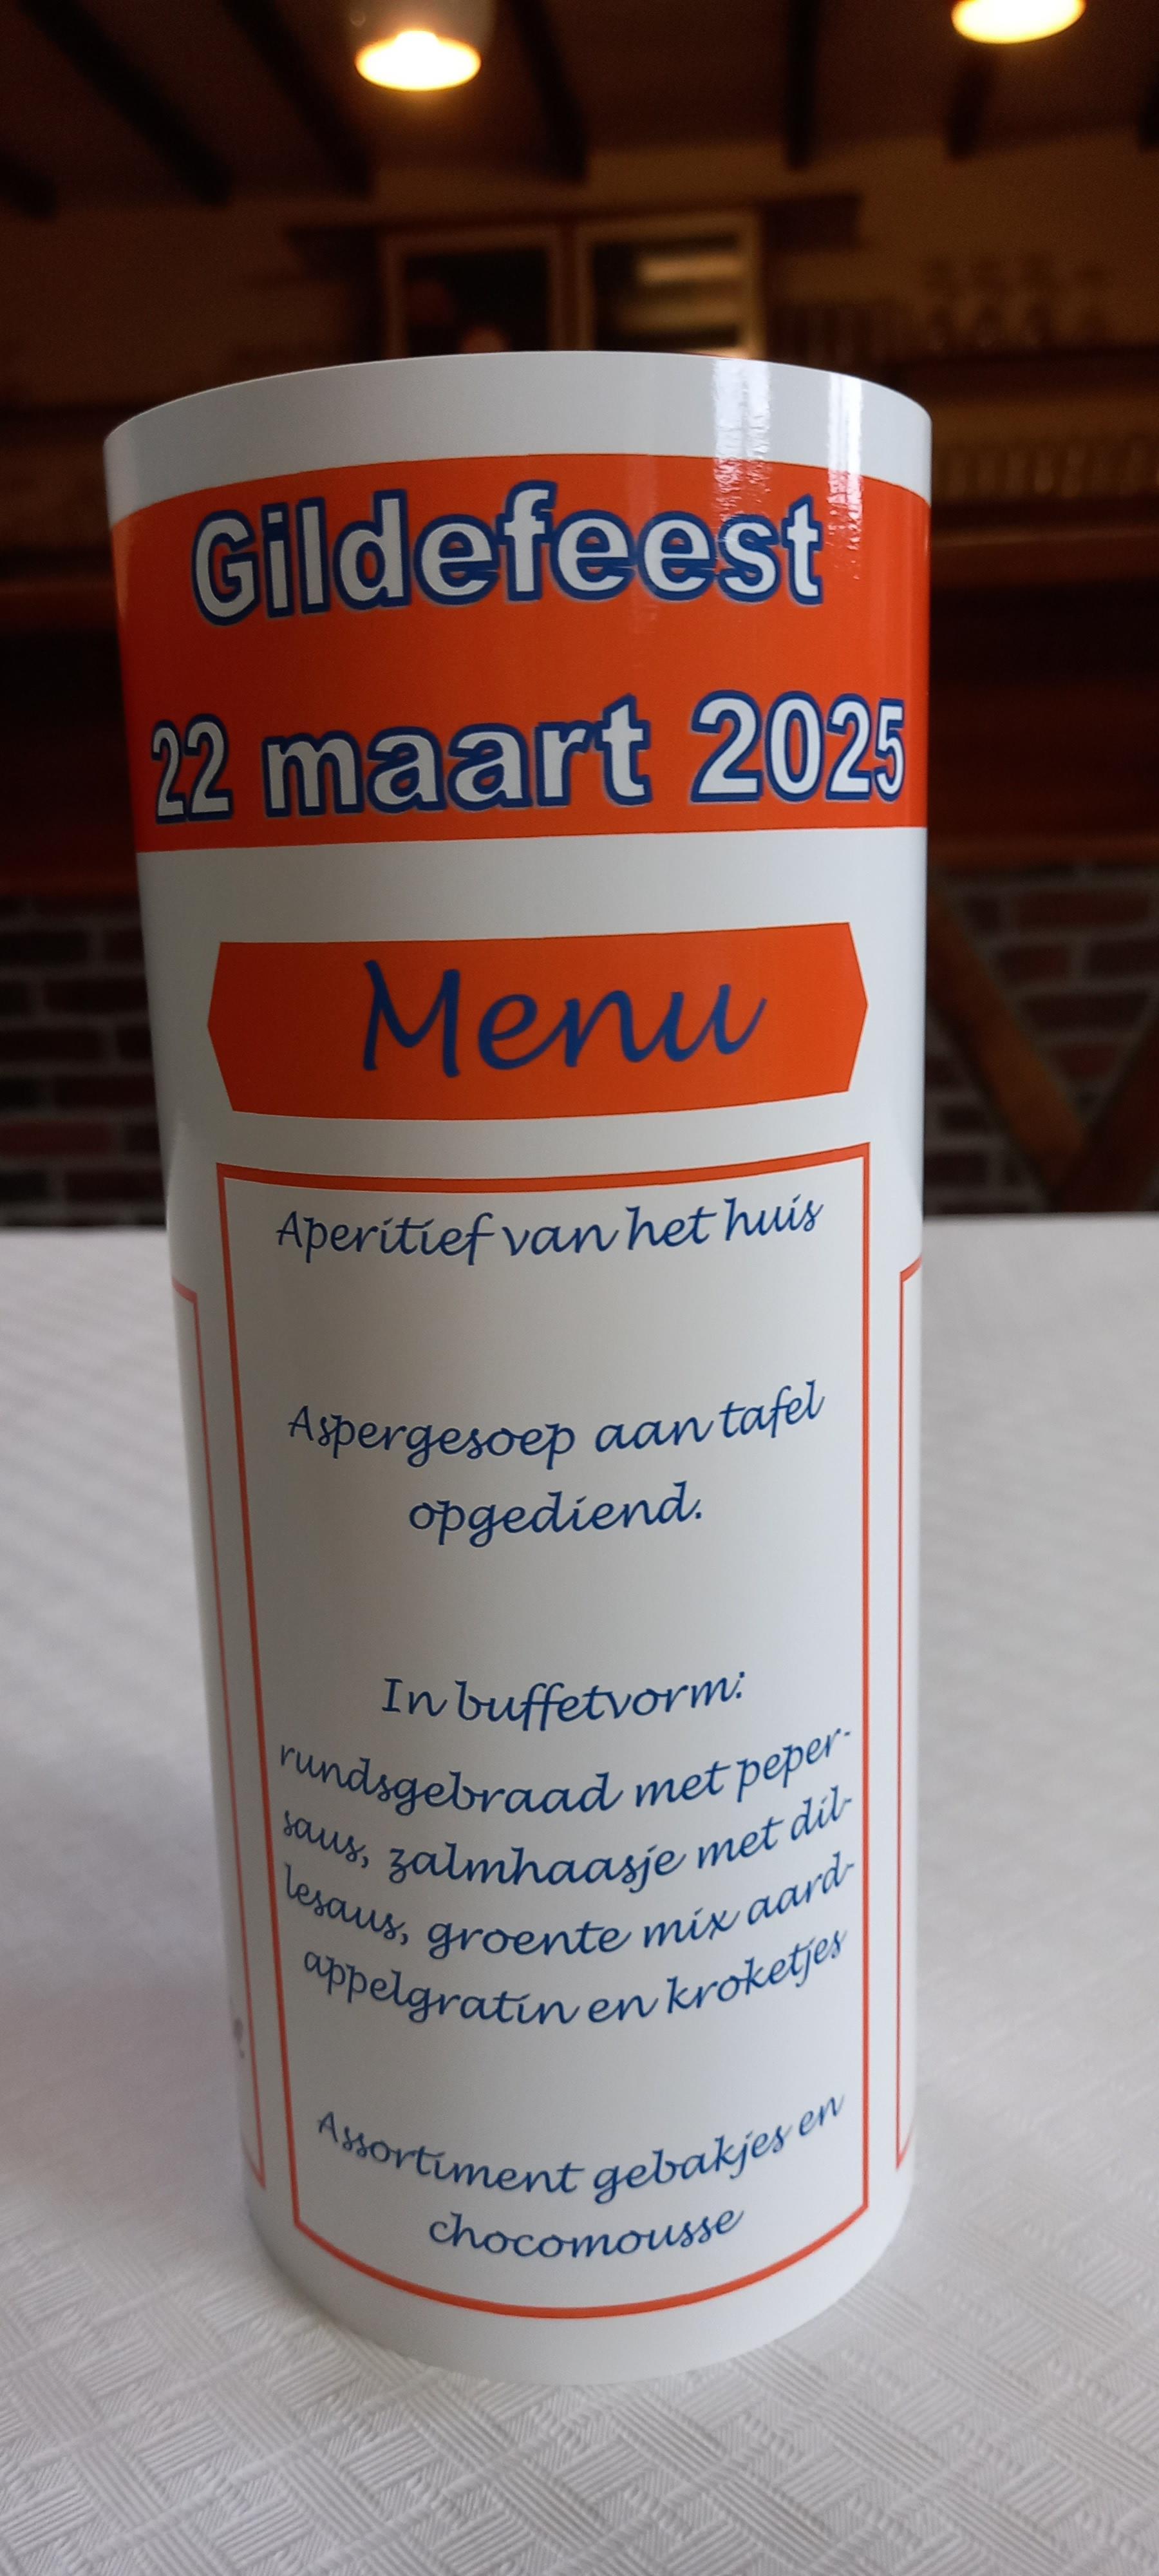 Gildefeest
22 maart 2025
Menu
Aperitief van het huis
Aspergesoep aan tafel
opgediend.
In buffetvorm:
rundsgebraad met peper-
saus, zalmhaasje met dil-
lesaus, groente mix aard-
appelgratin en kroketjes
Assortiment gebakjes en
chocomousse